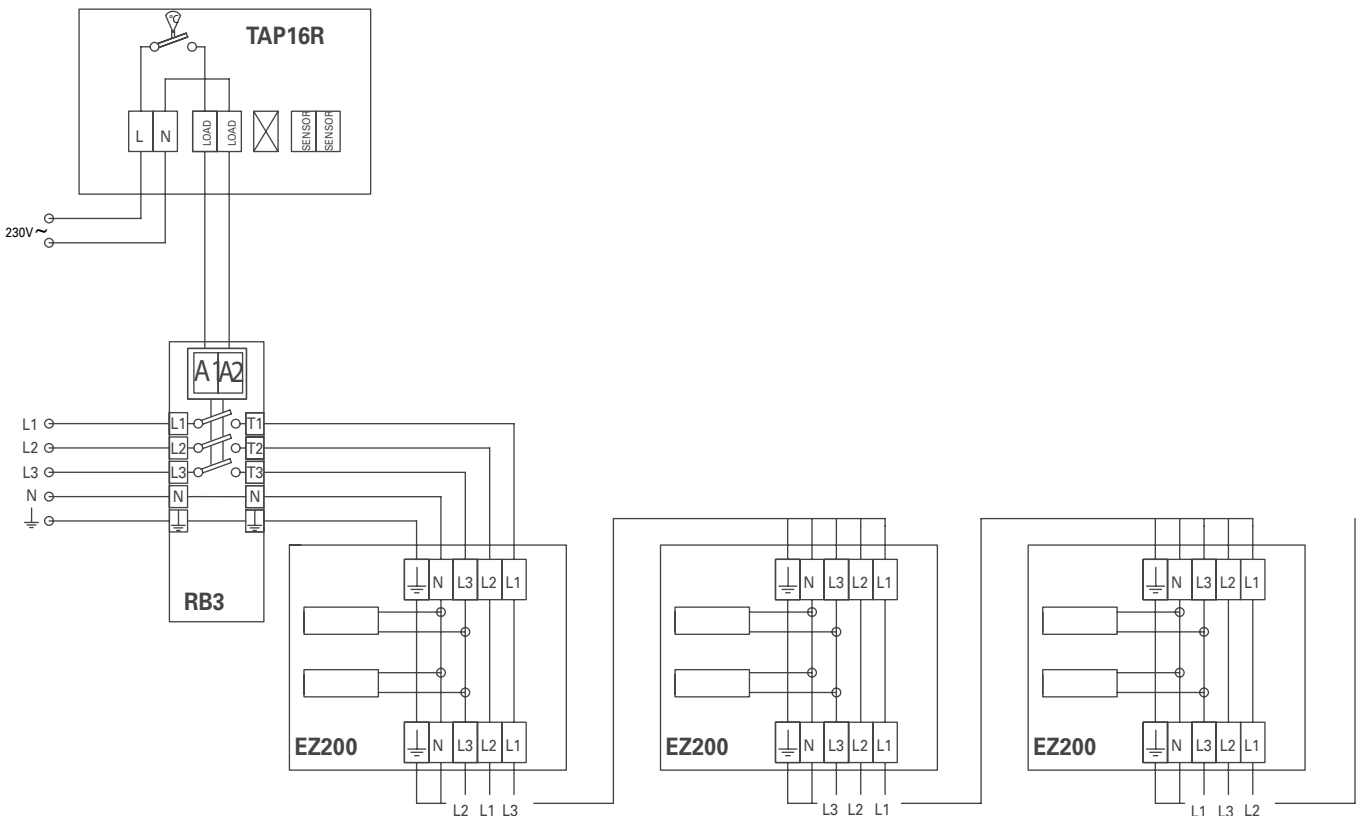 TAP16R
°C
L N LOAD LOAD SENSOR SENSOR
230V~
A1 A2
L1 L1 T1
L2 L2 T2
L3 L3 T3
N N N
RB3
N L3 L2 L1
N L3 L2 L1
N L3 L2 L1
EZ200 N L3 L2 L1
EZ200 N L3 L2 L1
EZ200 N L3 L2 L1
L2 L1 L3
L3 L2 L1
L1 L3 L2